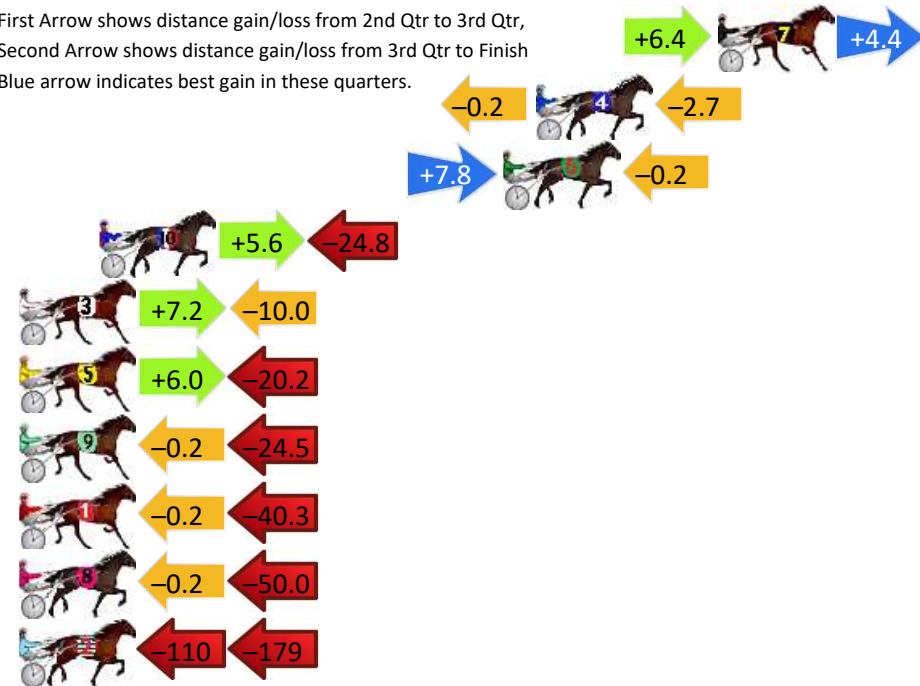 First Arrow shows distance gain/loss from 2nd Qtr to 3rd Qtr,
Second Arrow shows distance gain/loss from 3rd Qtr to Finish
Blue arrow indicates best gain in these quarters.
+6.4 7 +4.4
–0.2 4 –2.7
+7.8 6 –0.2
10 +5.6 –24.8
3 +7.2 –10.0
5 +6.0 –20.2
9 –0.2 –24.5
1 –0.2 –40.3
8 –0.2 –50.0
2 –110 –179